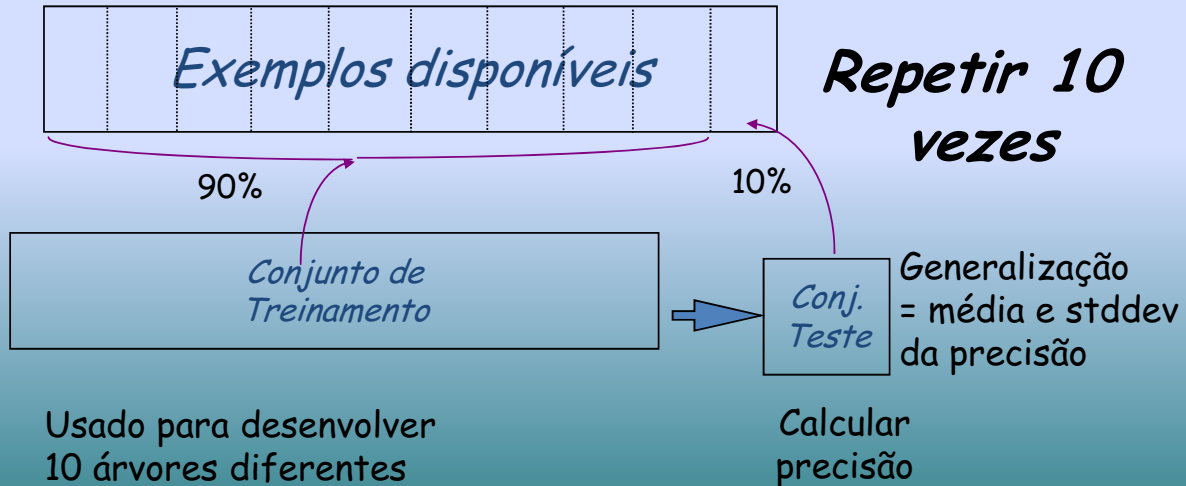 Exemplos disponíveis
Repetir 10
vezes
90%
10%
Conjunto de
Treinamento
Conj.
Teste
Generalização
= média e stddev
da precisão
Usado para desenvolver
10 árvores diferentes
Calcular
precisão